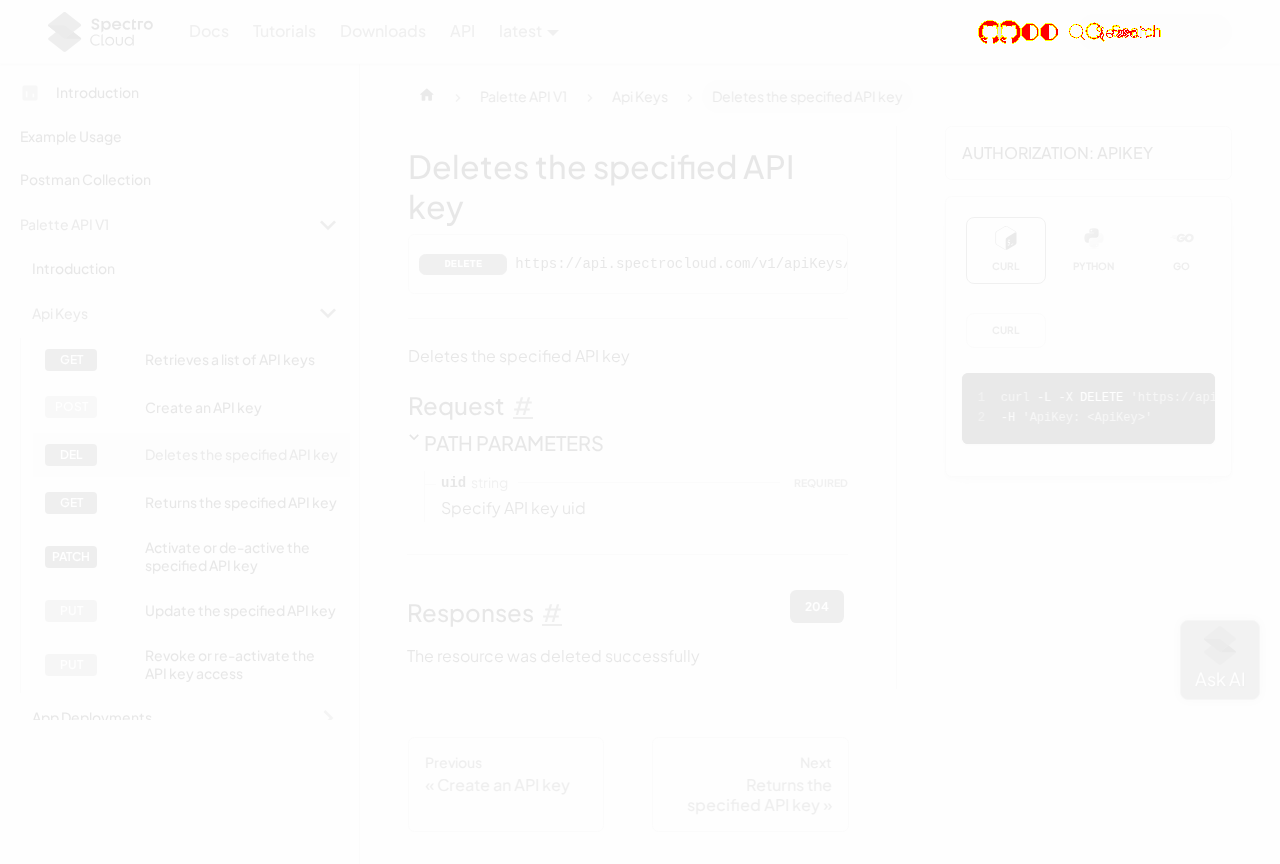 Spectro
Cloud
Docs
Tutorials
Downloads
API
latest
Introduction
Example Usage
Postman Collection
Palette API V1
Introduction
Api Keys
GET Retrieves a list of API keys
POST Create an API key
DEL Deletes the specified API key
GET Returns the specified API key
PATCH Activate or de-active the
specified API key
PUT Update the specified API key
PUT Revoke or re-activate the
API key access
App Deployments
Palette API V1
Api Keys
Deletes the specified API key
Deletes the specified API
key
DELETE https://api.spectrocloud.com/v1/apiKeys/
Deletes the specified API key
Request #
PATH PARAMETERS
uid string REQUIRED
Specify API key uid
Responses #
204
The resource was deleted successfully
Previous
« Create an API key
Next
Returns the
specified API key »
AUTHORIZATION: APIKEY
CURL
PYTHON
GO
CURL
1 curl -L -X DELETE 'https://api
2 -H 'ApiKey: <ApiKey>'
Ask AI